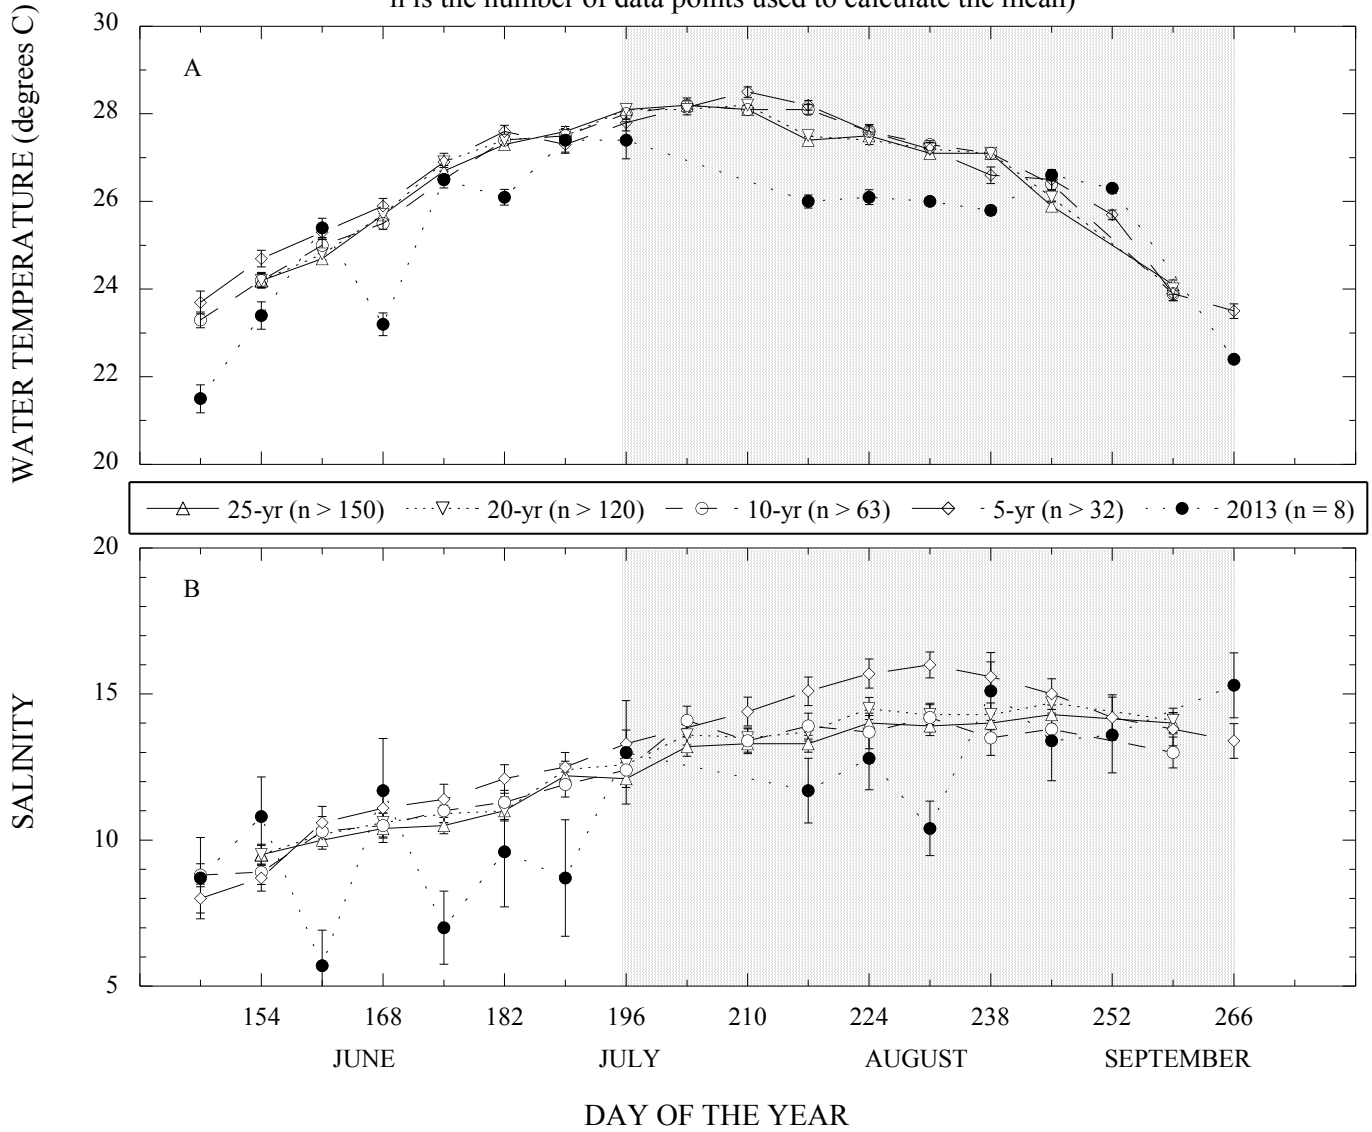 n is the number of data points used to calculate the mean)
WATER TEMPERATURE (degrees C)
30
28
26
24
22
20
A
25-yr (n > 150) 20-yr (n > 120) 10-yr (n > 63) 5-yr (n > 32) 2013 (n = 8)
SALINITY
20
15
10
5
B
154 168 182 196 210 224 238 252 266
JUNE JULY AUGUST SEPTEMBER
DAY OF THE YEAR